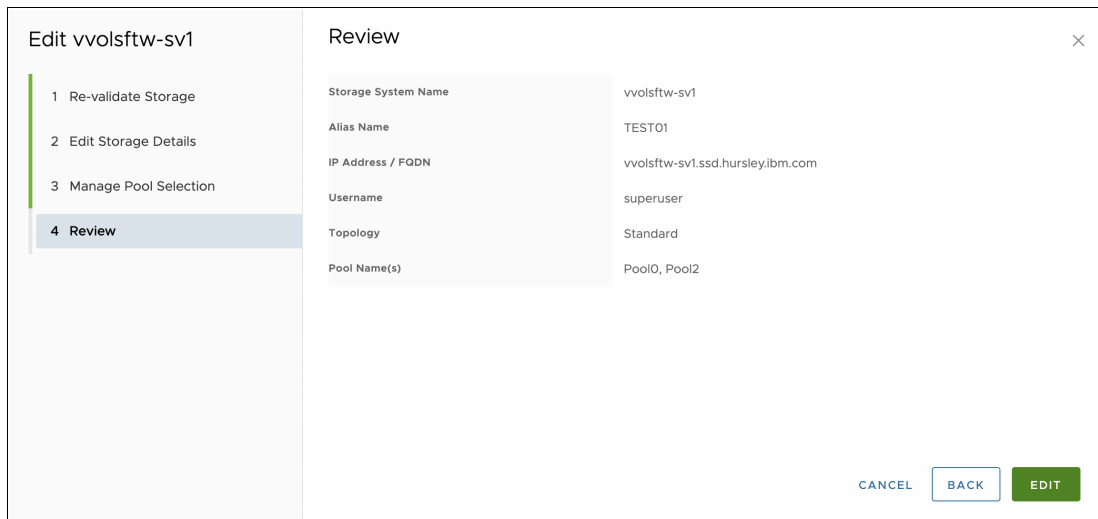 Edit vvolsftw-sv1
1 Re-validate Storage
2 Edit Storage Details
3 Manage Pool Selection
4 Review
Review
Storage System Name vvolsftw-sv1
Alias Name TEST01
IP Address / FQDN vvolsftw-sv1.ssd.hursley.ibm.com
Username superuser
Topology Standard
Pool Name(s) Pool0, Pool2
CANCEL BACK EDIT